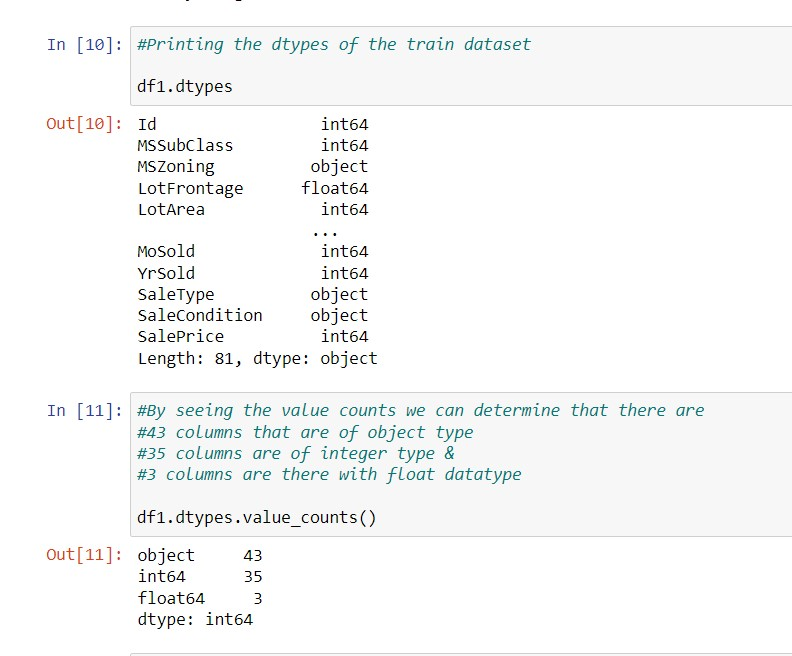 In [10]: #Printing the dtypes of the train dataset
df1.dtypes
Out[10]: Id int64
MSSubClass int64
MSZoning object
LotFrontage float64
LotArea int64
...
MoSold int64
YrSold int64
SaleType object
SaleCondition object
SalePrice int64
Length: 81, dtype: object
In [11]: #By seeing the value counts we can determine that there are
#43 columns that are of object type
#35 columns are of integer type &
#3 columns are there with float datatype
df1.dtypes.value_counts()
Out[11]: object 43
int64 35
float64 3
dtype: int64